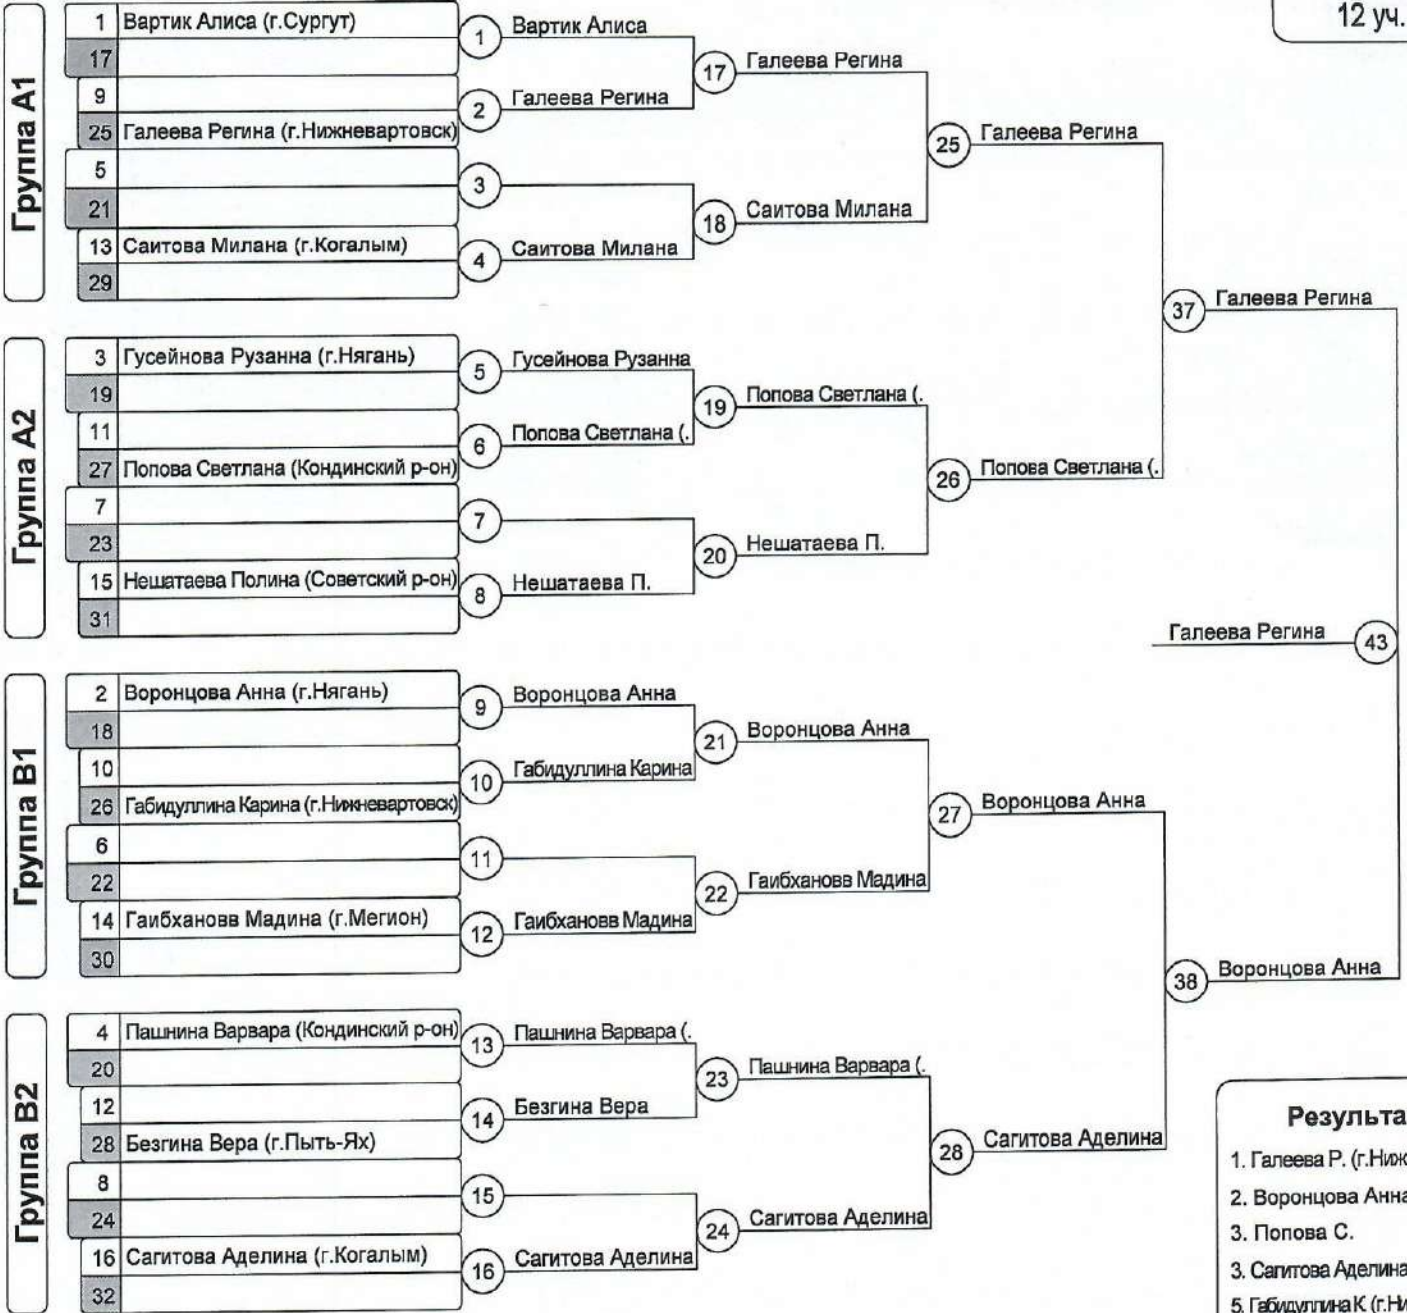 12 уч.
Группа А1
1 Вартик Алиса (г.Сургут)
17
9
25 Галеева Регина (г.Нижневартовск)
5
21
13 Саитова Милана (г.Когалым)
29
1 Вартик Алиса
2 Галеева Регина
3
4 Саитова Милана
17 Галеева Регина
18 Саитова Милана
25 Галеева Регина
Группа А2
3 Гусейнова Рузанна (г.Нягань)
19
11
27 Попова Светлана (Кондинский р-он)
7
23
15 Нешатаева Полина (Советский р-он)
31
5 Гусейнова Рузанна
6 Попова Светлана (.
7
8 Нешатаева П.
19 Попова Светлана (.
20 Нешатаева П.
26 Попова Светлана (.
37 Галеева Регина
Галеева Регина 43
Группа В1
2 Воронцова Анна (г.Нягань)
18
10
26 Габидуллина Карина (г.Нижневартовск)
6
22
14 Гаибхановв Мадина (г.Мегион)
30
9 Воронцова Анна
10 Габидуллина Карина
11
12 Гаибхановв Мадина
21 Воронцова Анна
22 Гаибхановв Мадина
27 Воронцова Анна
38 Воронцова Анна
Группа В2
4 Пашнина Варвара (Кондинский р-он)
20
12
28 Безгина Вера (г.Пыть-Ях)
8
24
16 Сагитова Аделина (г.Когалым)
32
13 Пашнина Варвара (.
14 Безгина Вера
15
16 Сагитова Аделина
23 Пашнина Варвара (.
24 Сагитова Аделина
28 Сагитова Аделина
Результа
1. Галеева Р. (г.Ниж
2. Воронцова Анна
3. Попова С.
3. Сагитова Аделина
5. Габидуллина К. (г.Ни